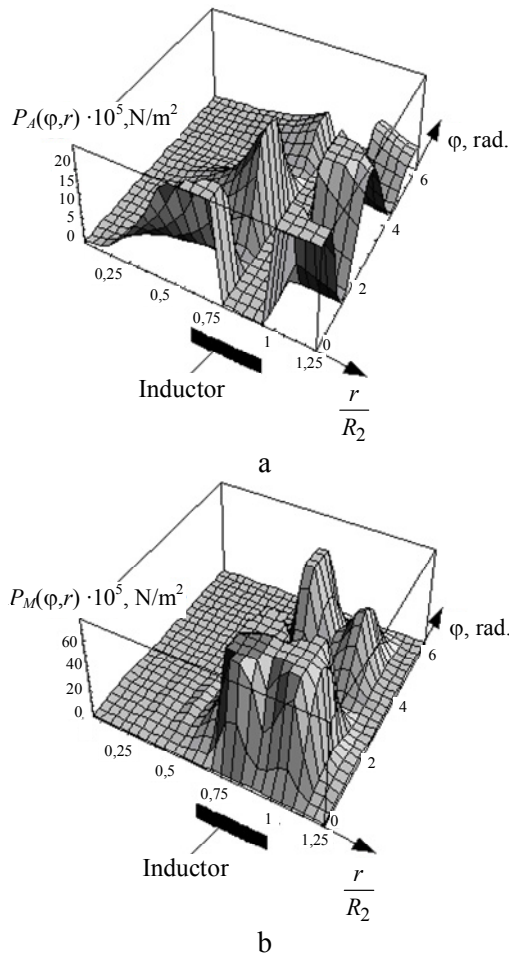 P_A(φ,r) ·10^5,N/m^2
20
15
10
5
0
0,25
0,5
0,75
1
1,25
0
2
4
6
φ, rad.
Inductor
r
R_2
a
P_M(φ,r) ·10^5, N/m^2
60
40
20
0
0,25
0,5
0,75
1
1,25
0
2
4
6
φ, rad.
Inductor
r
R_2
b